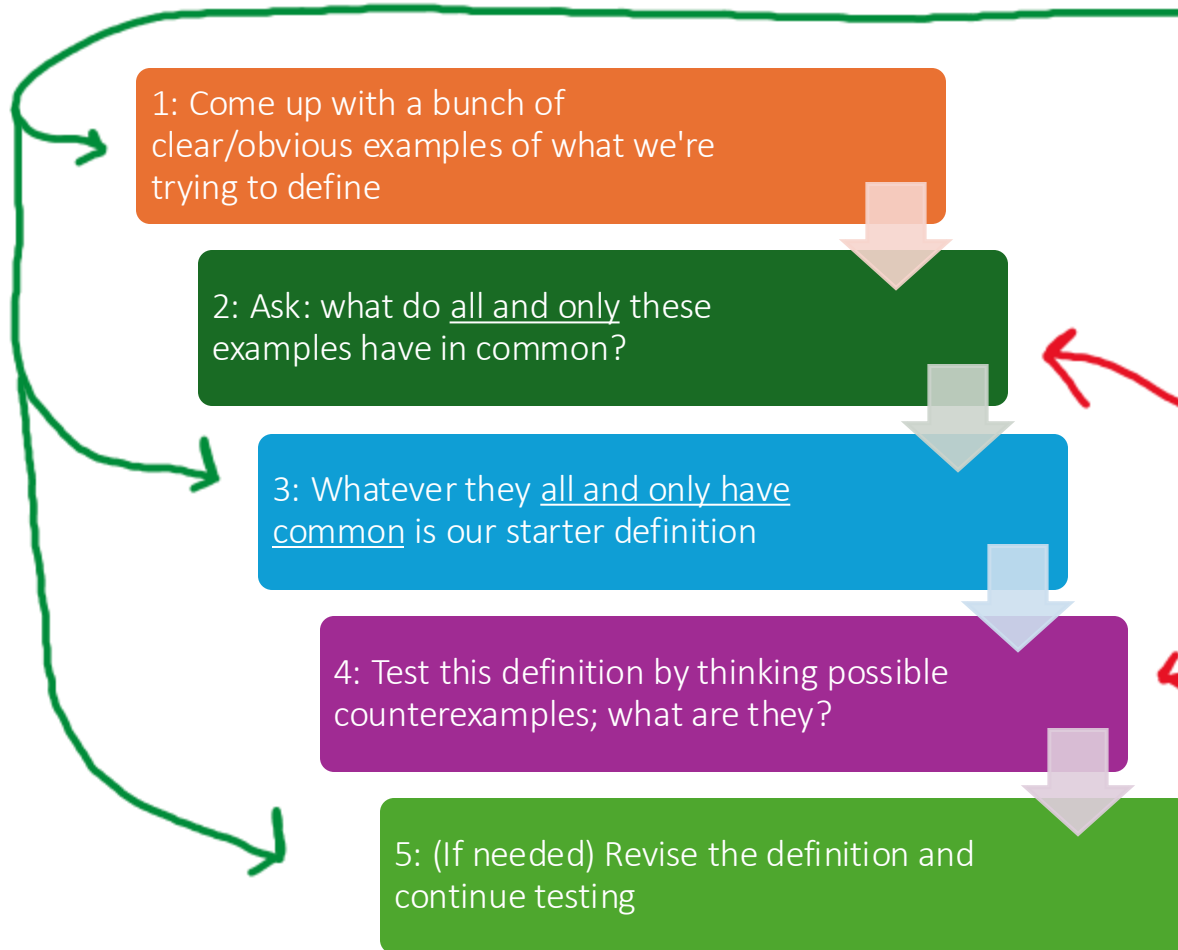 1: Come up with a bunch of
clear/obvious examples of what we're
trying to define
2: Ask: what do all and only these
examples have in common?
3: Whatever they all and only have
common is our starter definition
4: Test this definition by thinking possible
counterexamples; what are they?
5: (If needed) Revise the definition and
continue testing